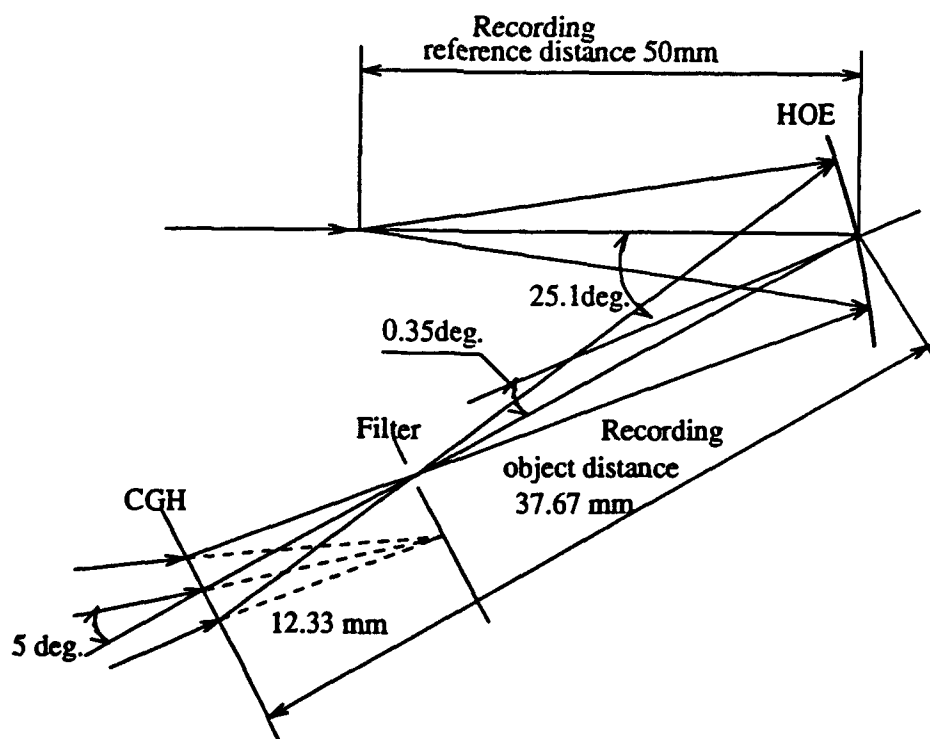 Recording
reference distance 50mm
HOE
25.1deg.
0.35deg.
Filter
Recording
object distance
37.67 mm
CGH
12.33 mm
5 deg.